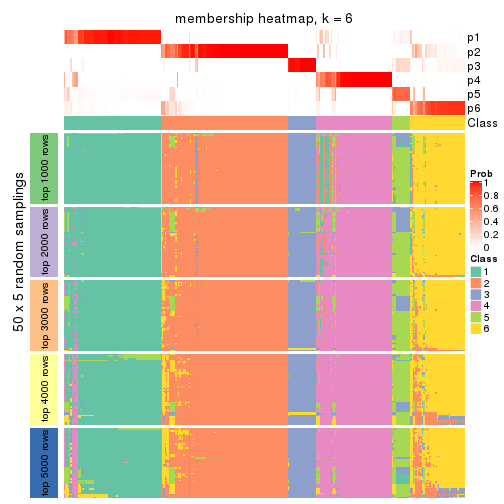 membership heatmap, k = 6
p1
p2
p3
p4
p5
p6
Class
50 x 5 random samplings
top 1000 rows
top 2000 rows
top 3000 rows
top 4000 rows
top 5000 rows
Prob
1
0.8
0.6
0.4
0.2
0
Class
1
2
3
4
5
6